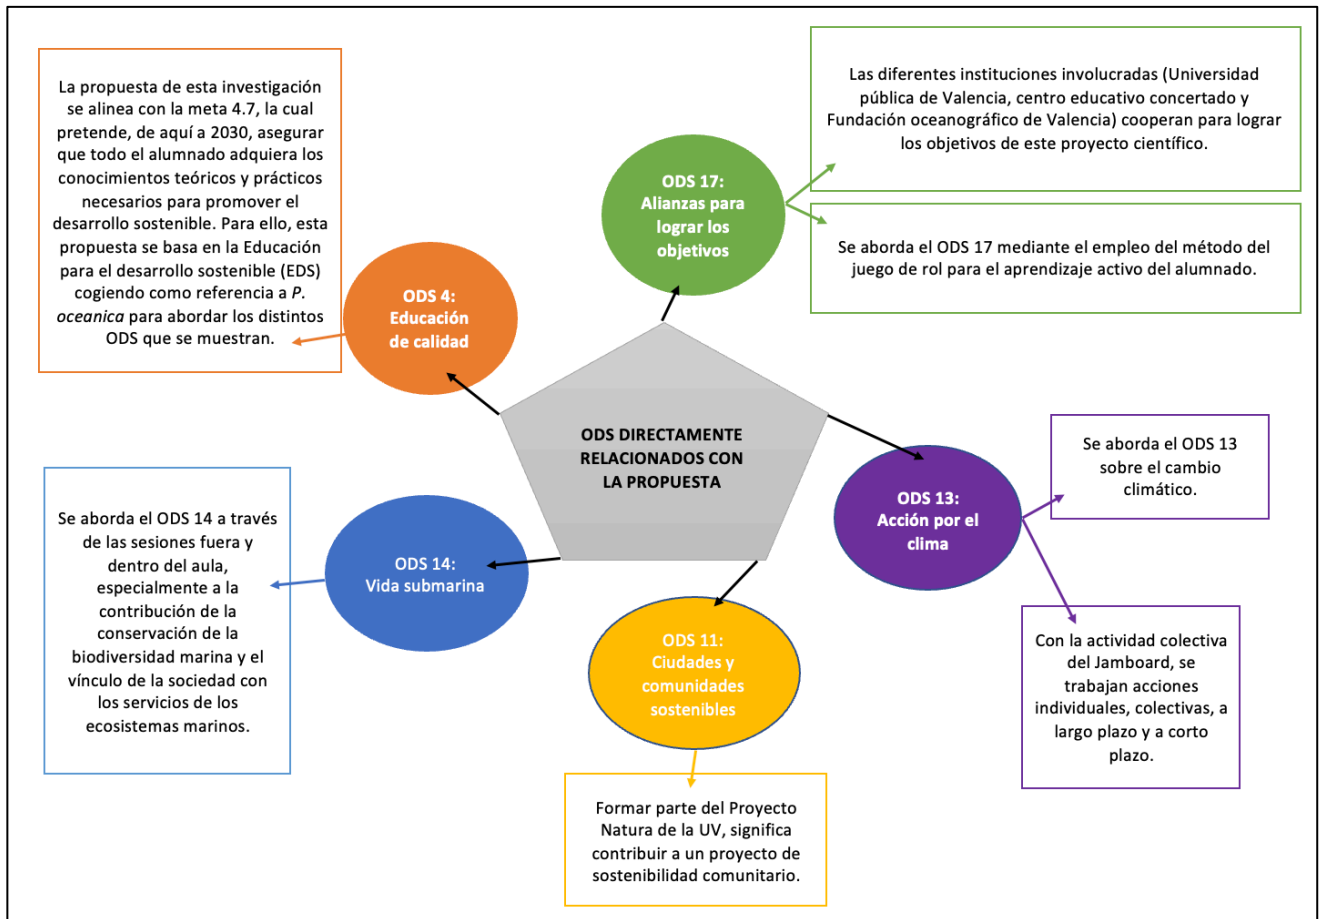 La propuesta de esta investigación
se alinea con la meta 4.7, la cual
pretende, de aquí a 2030, asegurar
que todo el alumnado adquiera los
conocimientos teóricos y prácticos
necesarios para promover el
desarrollo sostenible. Para ello, esta
propuesta se basa en la Educación
para el desarrollo sostenible (EDS)
cogiendo como referencia a P.
oceanica para abordar los distintos
ODS que se muestran.
ODS 4:
Educación
de calidad
ODS 17:
Alianzas para
lograr los
objetivos
Las diferentes instituciones involucradas (Universidad
pública de Valencia, centro educativo concertado y
Fundación oceanográfico de Valencia) cooperan para lograr
los objetivos de este proyecto científico.
Se aborda el ODS 17 mediante el empleo del método del
juego de rol para el aprendizaje activo del alumnado.
ODS DIRECTAMENTE
RELACIONADOS CON
LA PROPUESTA
ODS 13:
Acción por el
clima
Se aborda el ODS 13
sobre el cambio
climático.
Con la actividad colectiva
del Jamboard, se
trabajan acciones
individuales, colectivas, a
largo plazo y a corto
plazo.
ODS 14:
Vida submarina
Se aborda el ODS 14 a través
de las sesiones fuera y
dentro del aula,
especialmente a la
contribución de la
conservación de la
biodiversidad marina y el
vínculo de la sociedad con
los servicios de los
ecosistemas marinos.
ODS 11:
Ciudades y
comunidades
sostenibles
Formar parte del Proyecto
Natura de la UV, significa
contribuir a un proyecto de
sostenibilidad comunitario.